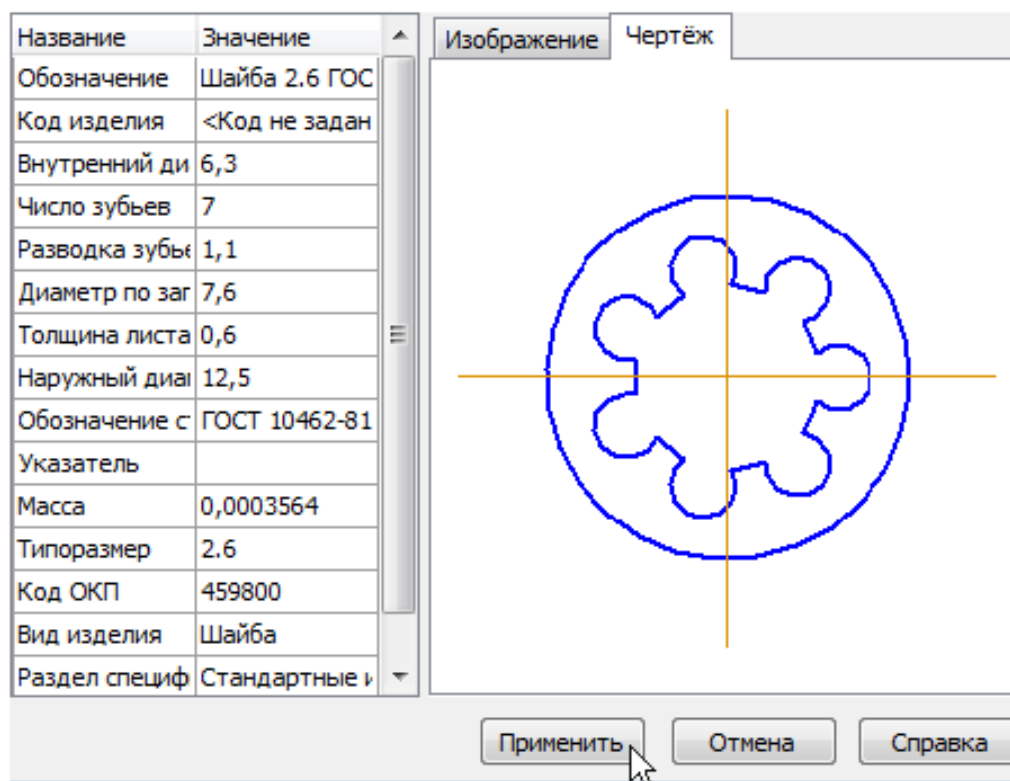 Название Значение
Обозначение Шайба 2.6 ГОС
Код изделия <Код не задан
Внутренний ди 6,3
Число зубьев 7
Разводка зубье 1,1
Диаметр по заг 7,6
Толщина листа 0,6
Наружный диа 12,5
Обозначение с ГОСТ 10462-81
Указатель
Масса 0,0003564
Типоразмер 2.6
Код ОКП 459800
Вид изделия Шайба
Раздел специф Стандартные и
Изображение Чертёж
Применить Отмена Справка